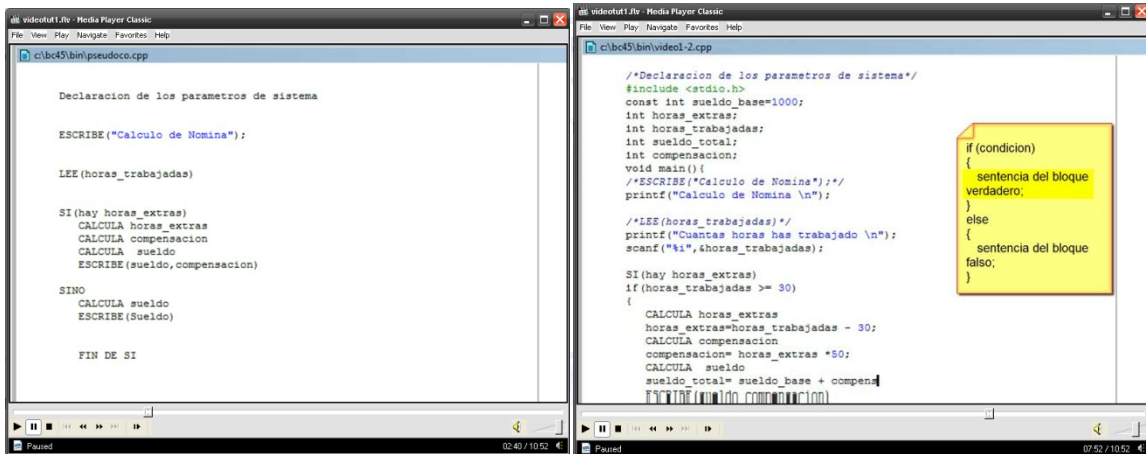 videotut1.flv - Media Player Classic
File View Play Navigate Favorites Help
c:\bc45\bin\pseudoco.cpp
Declaracion de los parametros de sistema
ESCRIBE("Calculo de Nomina");
LEE(horas_trabajadas)
SI(hay horas_extras)
CALCULA horas_extras
CALCULA compensacion
CALCULA sueldo
ESCRIBE(sueldo,compensacion)
SINO
CALCULA sueldo
ESCRIBE(Sueldo)
FIN DE SI
Paused
02:40 / 10:52
videotut1.flv - Media Player Classic
File View Play Navigate Favorites Help
c:\bc45\bin\video1-2.cpp
/*Declaracion de los parametros de sistema*/
#include <stdio.h>
const int sueldo_base=1000;
int horas_extras;
int horas_trabajadas;
int sueldo_total;
int compensacion;
void main(){
/*ESCRIBE("Calculo de Nomina");*/
printf("Calculo de Nomina \n");
/*LEE(horas_trabajadas)*/
printf("Cuantas horas has trabajado \n");
scanf("%i",&horas_trabajadas);
SI(hay horas_extras)
if(horas_trabajadas >= 30)
{
CALCULA horas_extras
horas_extras=horas_trabajadas - 30;
CALCULA compensacion
compensacion= horas_extras *50;
CALCULA sueldo
sueldo_total= sueldo_base + compens
ESCRIBE(sueldo,compensacion)
if (condicion)
{
sentencia del bloque
verdadero;
}
else
{
sentencia del bloque
falso;
}
Paused
07:52 / 10:52